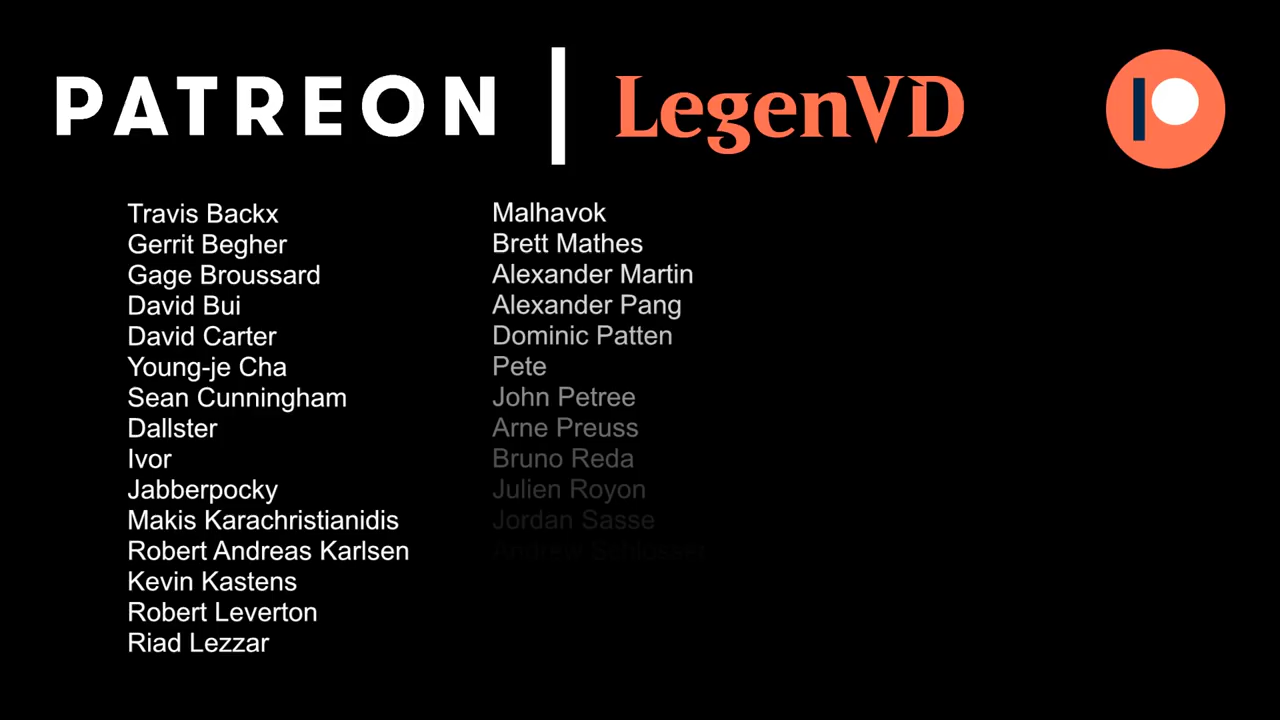 PATREON | LegenVD
Travis Backx
Gerrit Begher
Gage Broussard
David Bui
David Carter
Young-je Cha
Sean Cunningham
Dallster
Ivor
Jabberpocky
Makis Karachristianidis
Robert Andreas Karlsen
Kevin Kastens
Robert Leverton
Riad Lezzar
Malhavok
Brett Mathes
Alexander Martin
Alexander Pang
Dominic Patten
Pete
John Petree
Arne Preuss
Bruno Reda
Julien Royon
Jordan Sasse
Andrew Schlosser